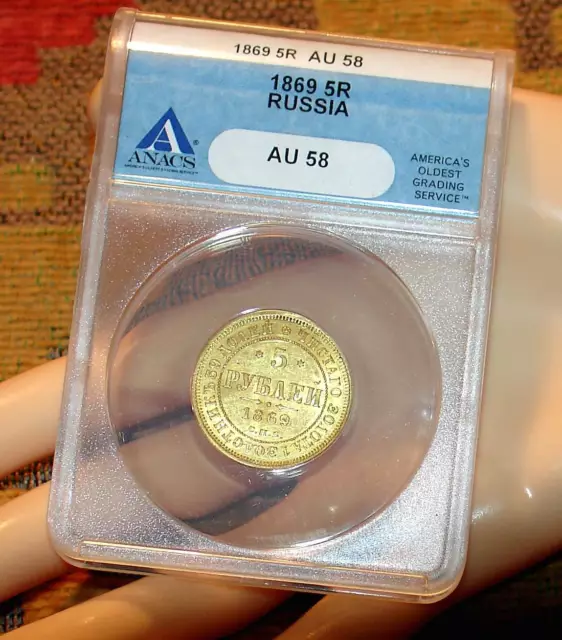 1869 5R AU 58
1869 5R
RUSSIA
AU 58
ANACS
AMERICA'S
OLDEST
GRADING
SERVICE™
5
РУБЛЕЙ
1869
С.П.Б.